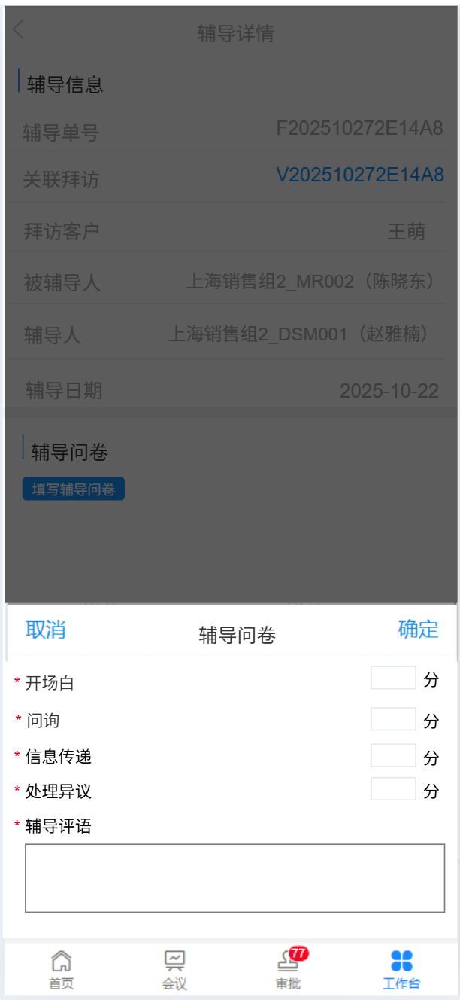 辅导详情
辅导信息
辅导单号 F202510272E14A8
关联拜访 V202510272E14A8
拜访客户 王萌
被辅导人 上海销售组2_MR002（陈晓东）
辅导人 上海销售组2_DSM001（赵雅楠）
辅导日期 2025-10-22
辅导问卷
填写辅导问卷
取消 辅导问卷 确定
* 开场白 分
* 问询 分
* 信息传递 分
* 处理异议 分
* 辅导评语
77
首页 会议 审批 工作台